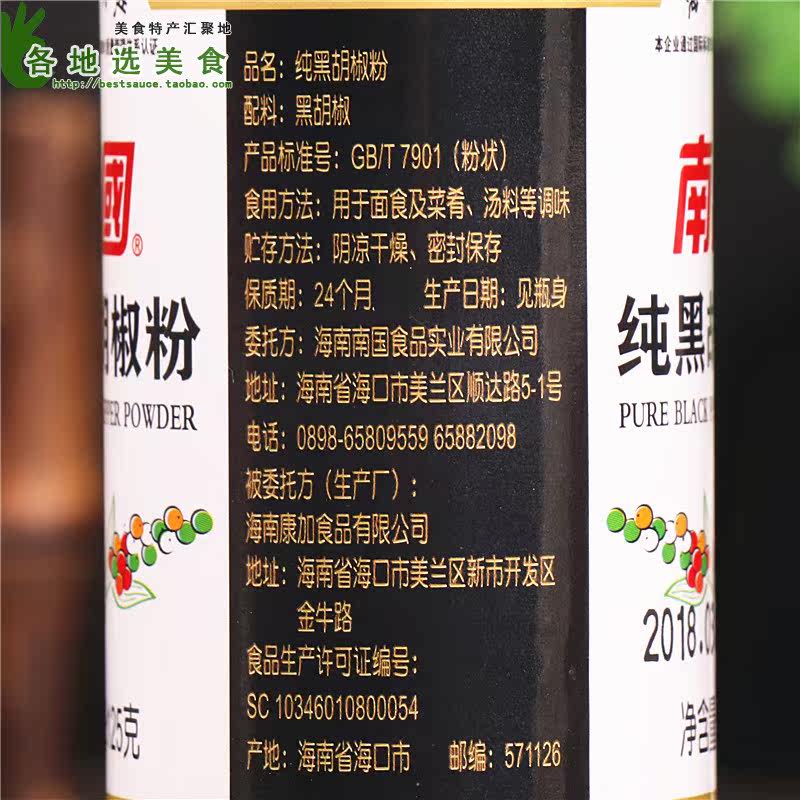 美食特产汇聚地
各地选美食
http://bestsauce.taobao.com
本企业通过国际标准
品名：纯黑胡椒粉
配料：黑胡椒
产品标准号：GB/T 7901（粉状）
食用方法：用于面食及菜肴、汤料等调味
贮存方法：阴凉干燥、密封保存
保质期：24个月 生产日期：见瓶身
委托方：海南南国食品实业有限公司
地址：海南省海口市美兰区顺达路5-1号
电话：0898-65809559 65882098
被委托方（生产厂）：
海南康加食品有限公司
地址：海南省海口市美兰区新市开发区
金牛路
食品生产许可证编号：
SC 10346010800054
产地：海南省海口市 邮编：571126
國®
椒粉
POWDER
25克
南
纯黑
PURE BLACK
2018.0
净含